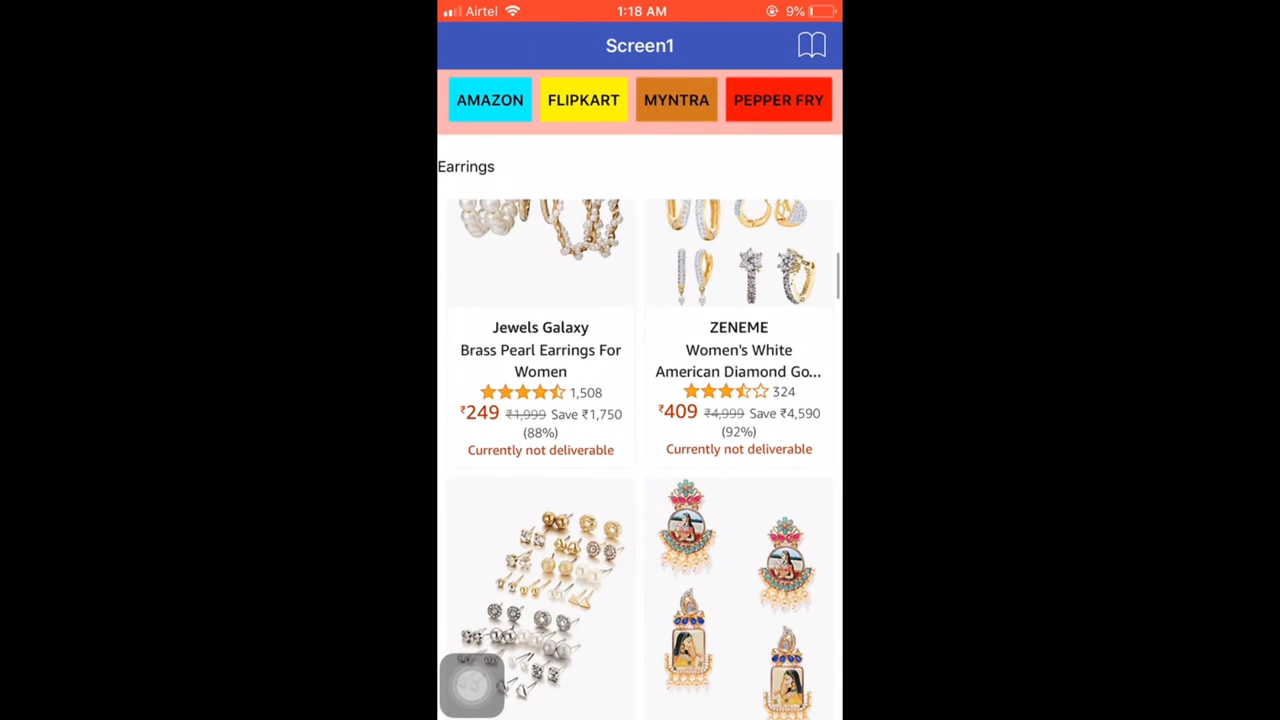 Airtel 1:18 AM 9%
Screen1
AMAZON FLIPKART MYNTRA PEPPER FRY
Earrings
Jewels Galaxy
Brass Pearl Earrings For
Women
1,508
₹249 ₹1,999 Save ₹1,750
(88%)
Currently not deliverable
ZENEME
Women's White
American Diamond Go...
324
₹409 ₹4,999 Save ₹4,590
(92%)
Currently not deliverable